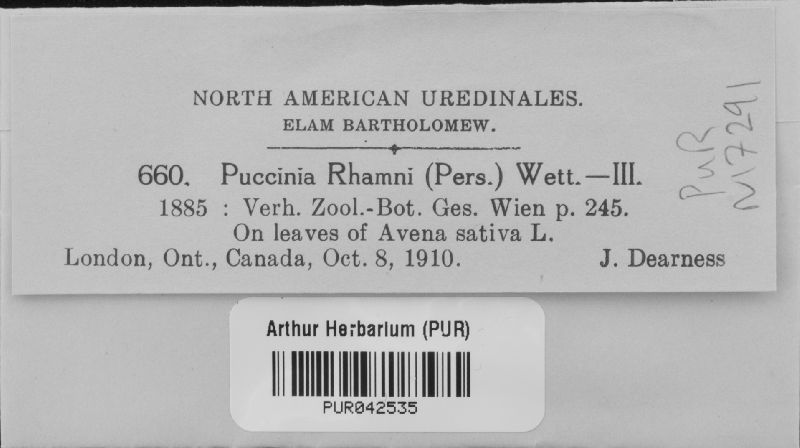 NORTH AMERICAN UREDINALES.
ELAM BARTHOLOMEW.
660. Puccinia Rhamni (Pers.) Wett.—III.
1885 : Verh. Zool.-Bot. Ges. Wien p. 245.
On leaves of Avena sativa L.
London, Ont., Canada, Oct. 8, 1910. J. Dearness
PUR
N17291
Arthur Herbarium (PUR)
PUR042535